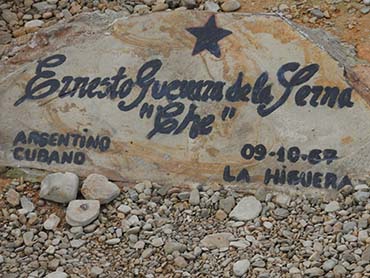 Ernesto Guevara de la Serna
"Che"
ARGENTINO
CUBANO
09-10-67
LA HIGUERA